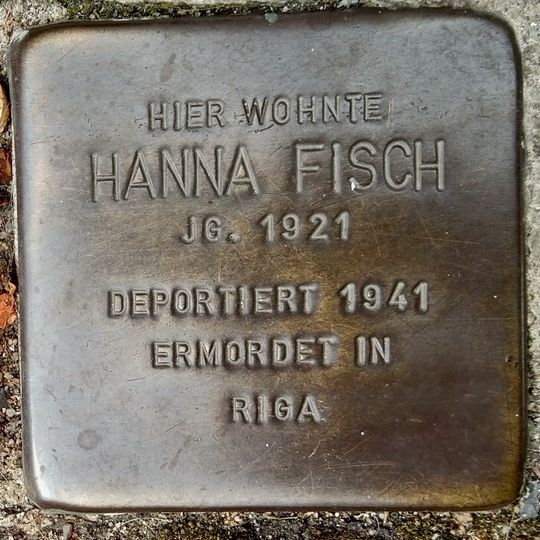 HIER WOHNTE
HANNA FISCH
JG. 1921
DEPORTIERT 1941
ERMORDET IN
RIGA